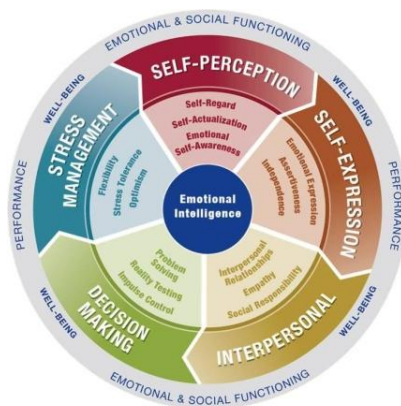 EMOTIONAL & SOCIAL FUNCTIONING
WELL-BEING
WELL-BEING
SELF-PERCEPTION
Self-Regard
Self-Actualization
Emotional
Self-Awareness
SELF-EXPRESSION
Emotional Expression
Assertiveness
Independence
PERFORMANCE
INTERPERSONAL
Interpersonal
Relationships
Empathy
Social Responsibility
WELL-BEING
DECISION
MAKING
Problem
Solving
Reality Testing
Impulse Control
WELL-BEING
STRESS
MANAGEMENT
Flexibility
Stress Tolerance
Optimism
PERFORMANCE
Emotional
Intelligence
EMOTIONAL & SOCIAL FUNCTIONING